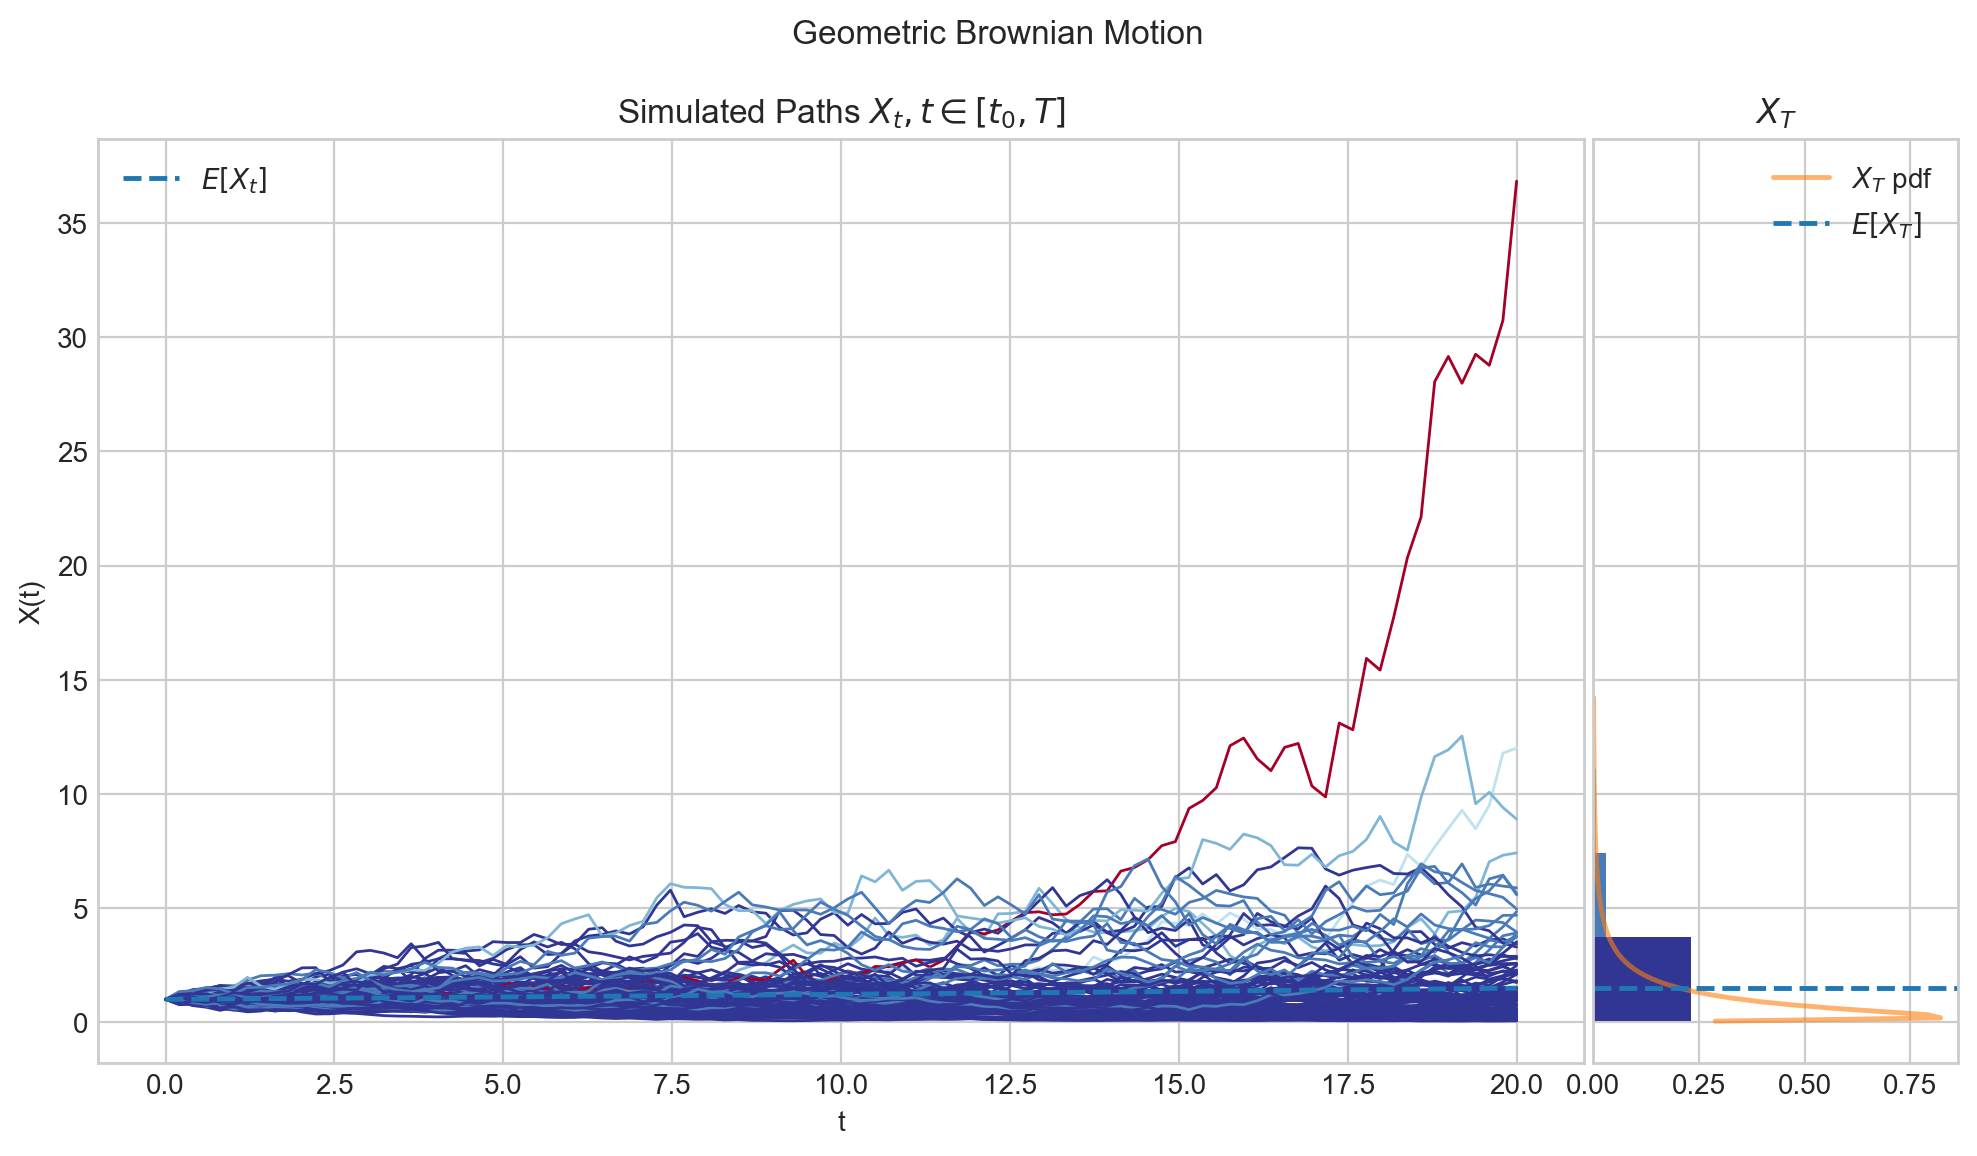 Geometric Brownian Motion
Simulated Paths $X_t, t \in [t_0, T]$
$X_T$
$E[X_t]$
$X_T$ pdf
$E[X_T]$
35
30
25
20
15
10
5
0
X(t)
0.0 2.5 5.0 7.5 10.0 12.5 15.0 17.5 20.0
0.00 0.25 0.50 0.75
t